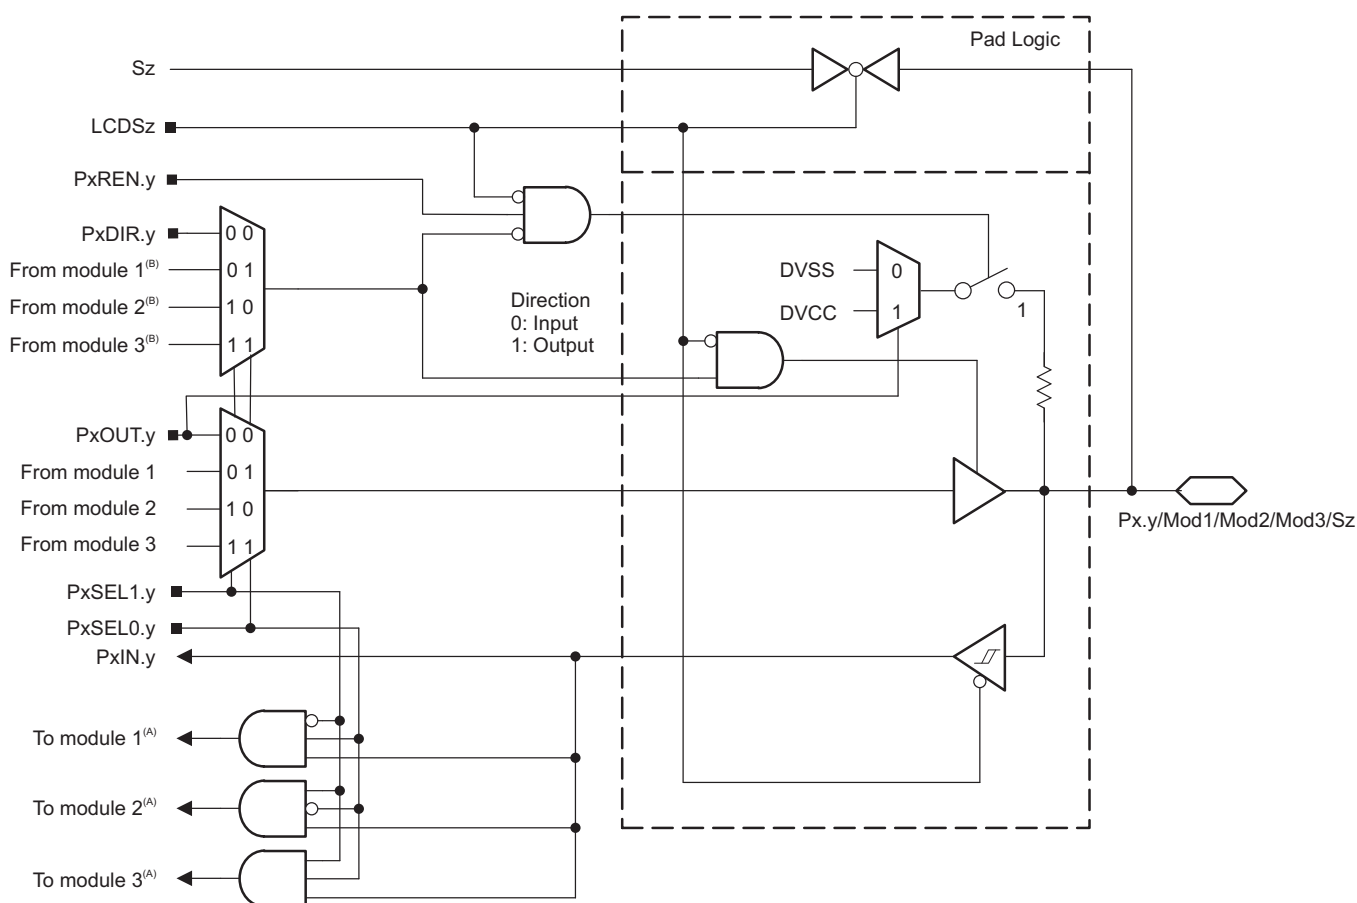 Pad Logic
Sz
LCDSz
PxREN.y
PxDIR.y
0 0
From module 1(B)
0 1
From module 2(B)
1 0
From module 3(B)
1 1
Direction
0: Input
1: Output
DVSS
0
DVCC
1
1
PxOUT.y
0 0
From module 1
0 1
From module 2
1 0
From module 3
1 1
Px.y/Mod1/Mod2/Mod3/Sz
PxSEL1.y
PxSEL0.y
PxIN.y
To module 1(A)
To module 2(A)
To module 3(A)